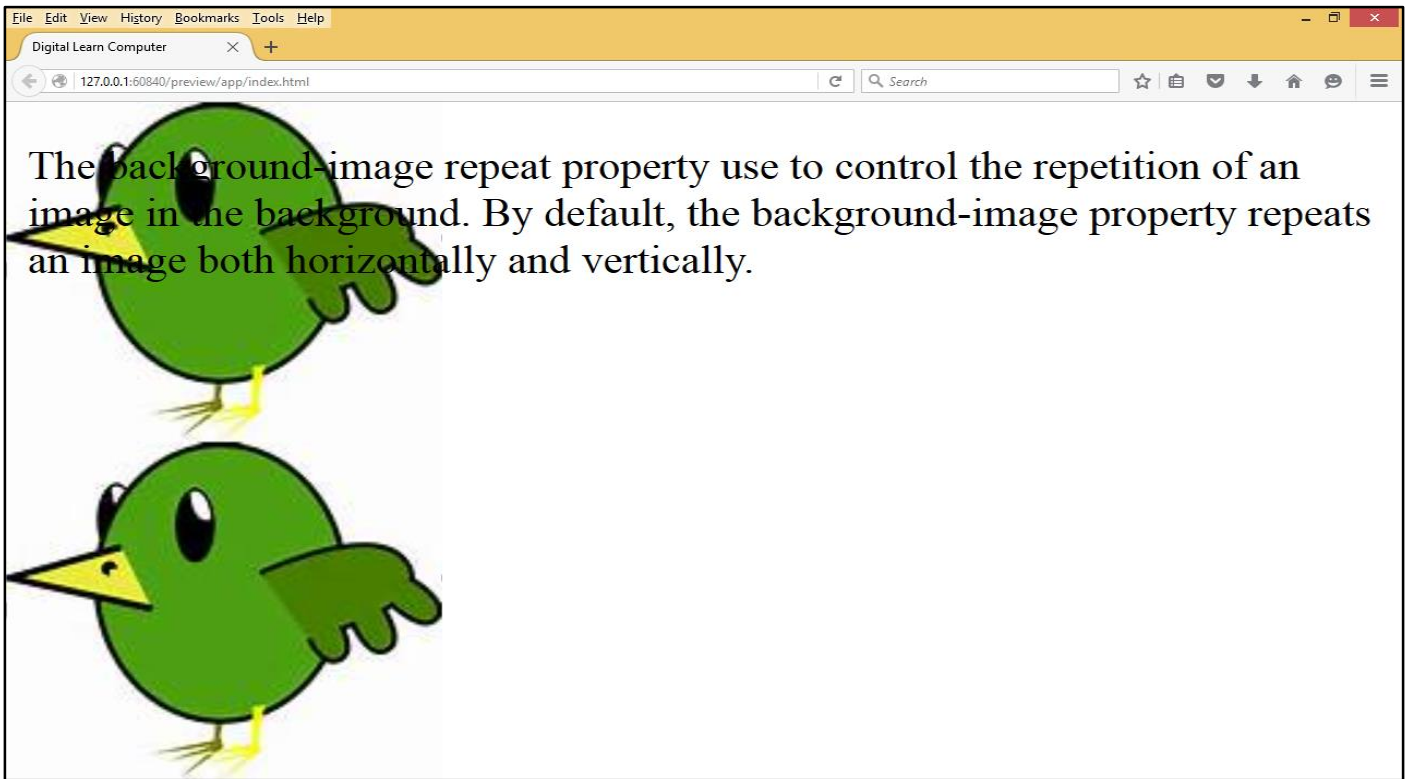 File Edit View History Bookmarks Tools Help
Digital Learn Computer
127.0.0.1:60840/preview/app/index.html
Search
The background-image repeat property use to control the repetition of an
image in the background. By default, the background-image property repeats
an image both horizontally and vertically.